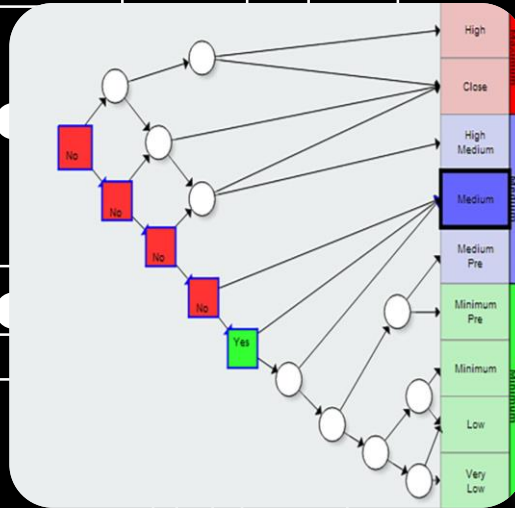 High
Close
High
Medium
Medium
Medium
Pre
Minimum
Pre
Minimum
Low
Very
Low
No
No
No
No
Yes